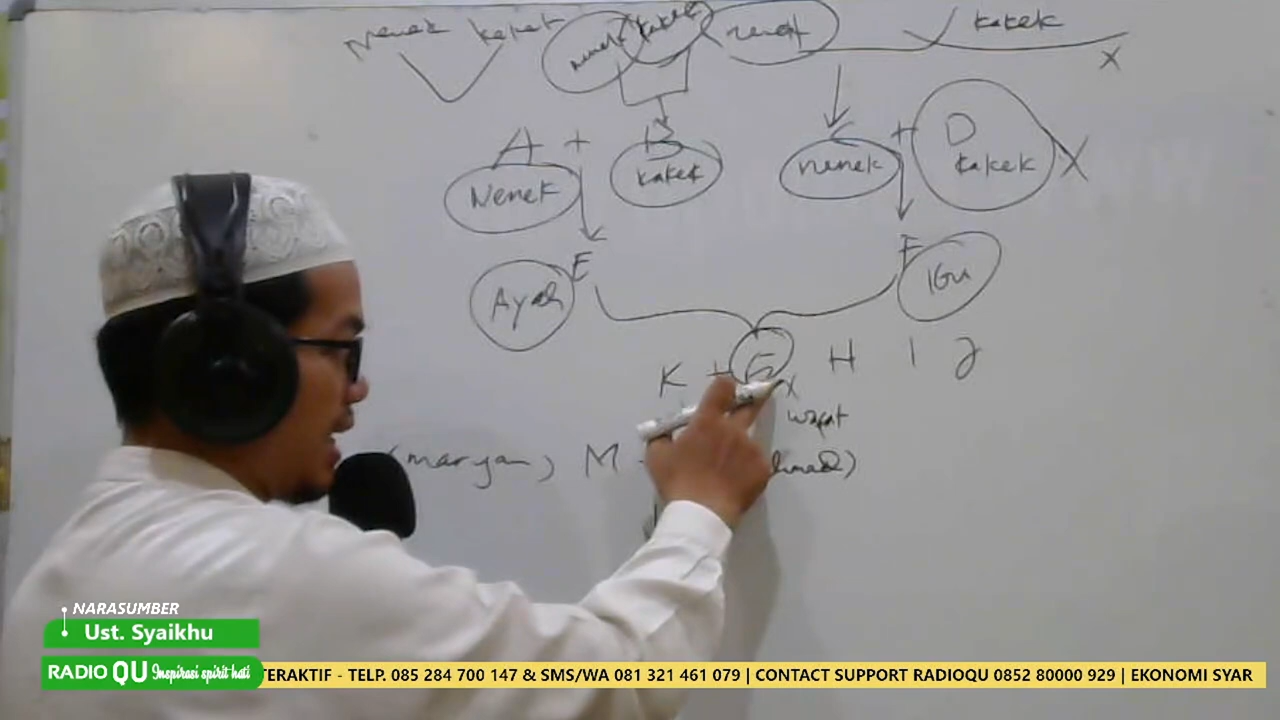 Nenek kakek nenek kakek nenek kakek
X
A + B C + D
Nenek kakek nenek kakek X
E F
Ayah IBU
K + G H I J
X
wafat
(maryam) M
NARASUMBER
Ust. Syaikhu
RADIO QU Inspirasi spirit hati
TERAKTIF - TELP. 085 284 700 147 & SMS/WA 081 321 461 079 | CONTACT SUPPORT RADIOQU 0852 80000 929 | EKONOMI SYAR